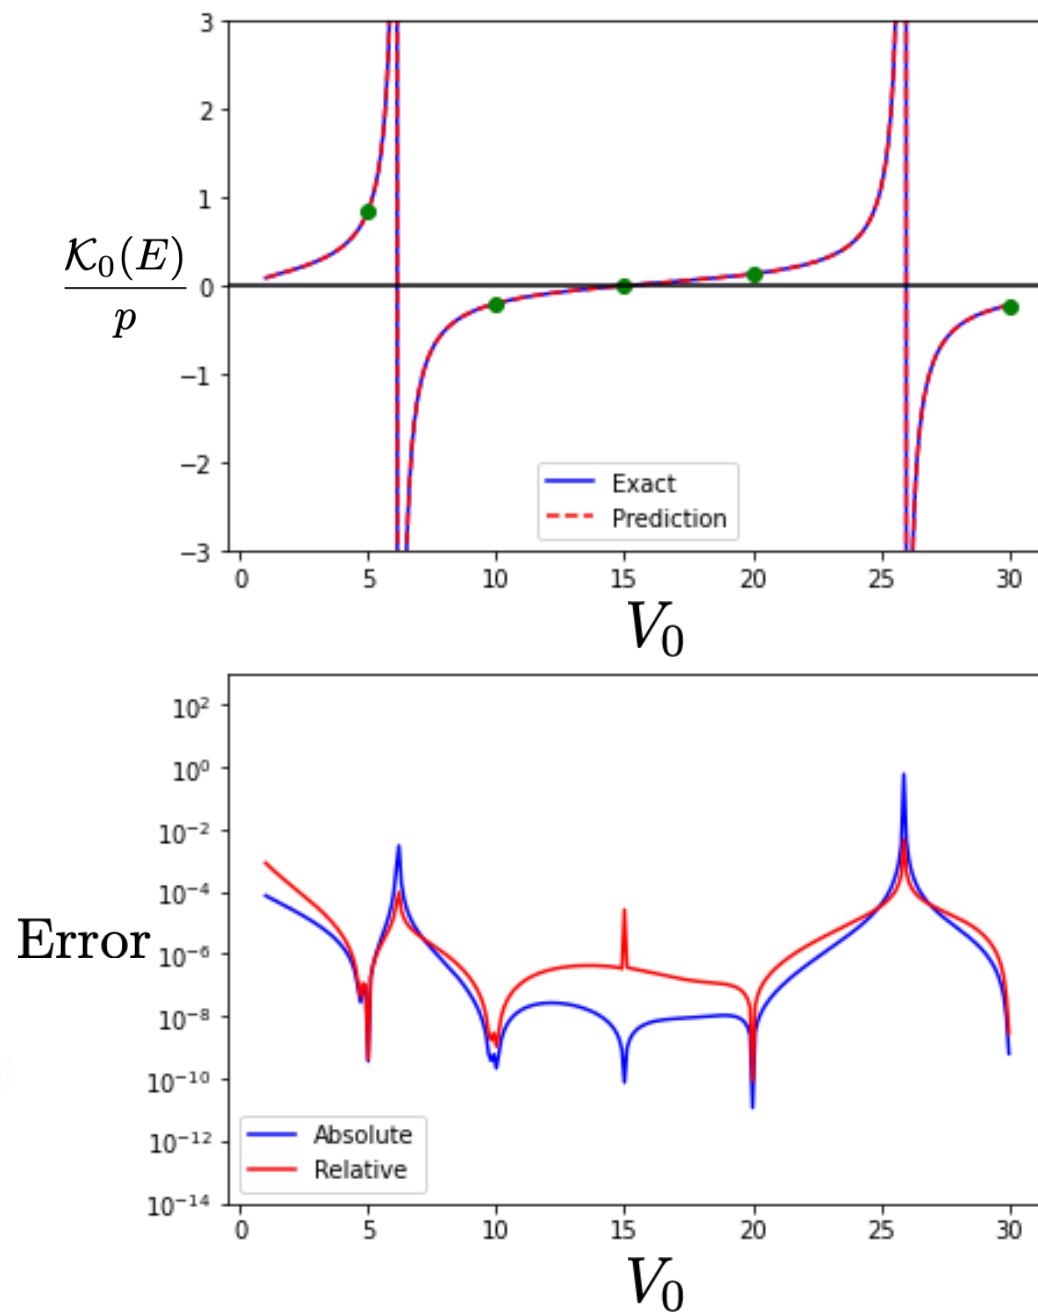 3
2
1
0
−1
−2
−3
𝒦₀(E)
p
Exact
Prediction
0 5 10 15 20 25 30
V₀
10²
10⁰
10⁻²
10⁻⁴
10⁻⁶
10⁻⁸
10⁻¹⁰
10⁻¹²
10⁻¹⁴
Error
Absolute
Relative
0 5 10 15 20 25 30
V₀